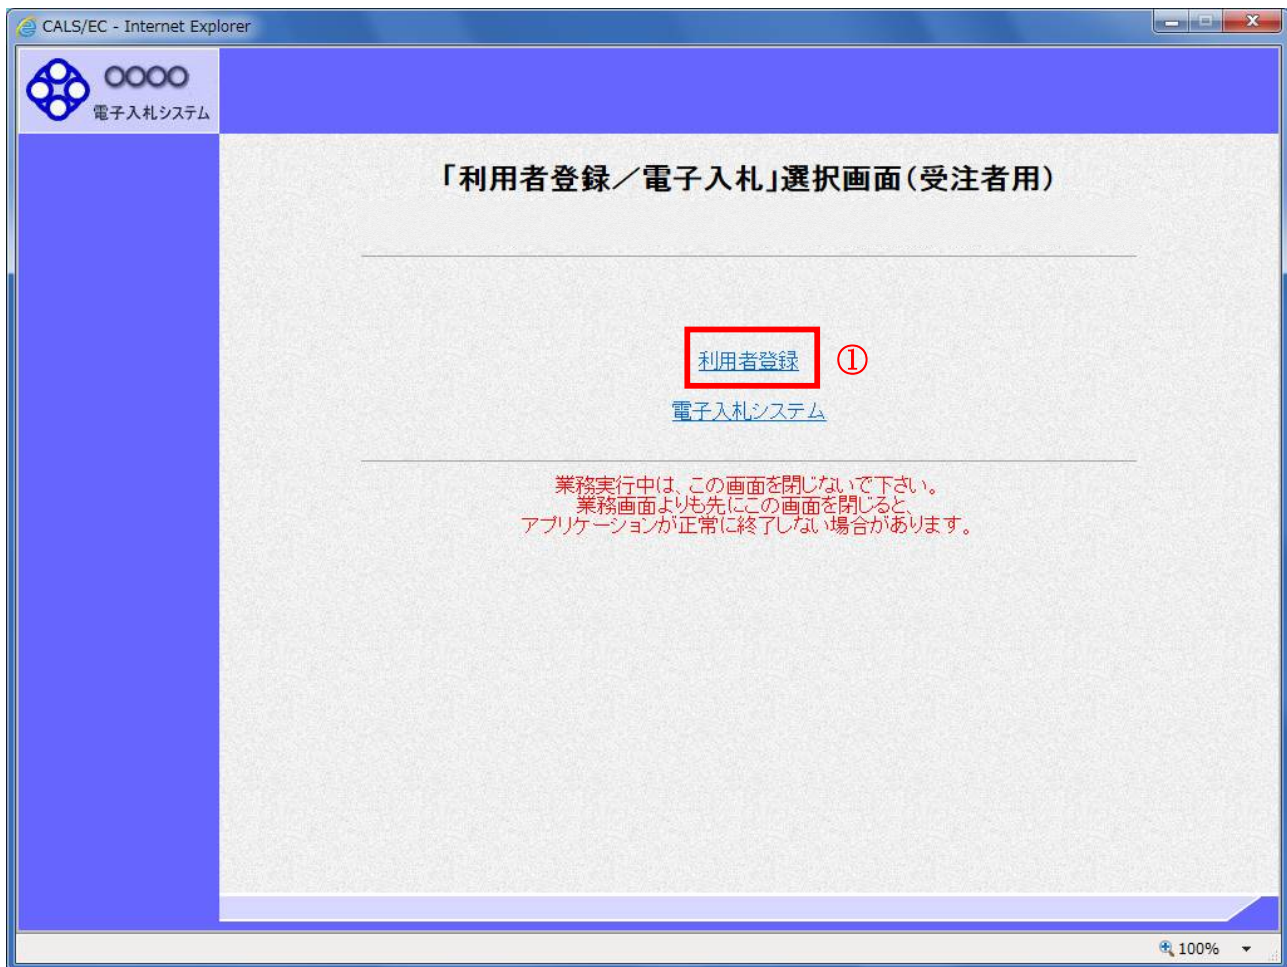 CALS/EC - Internet Explorer
○○○○
電子入札システム
「利用者登録／電子入札」選択画面（受注者用）
利用者登録 ①
電子入札システム
業務実行中は、この画面を閉じないで下さい。
業務画面よりも先にこの画面を閉じると、
アプリケーションが正常に終了しない場合があります。
100%